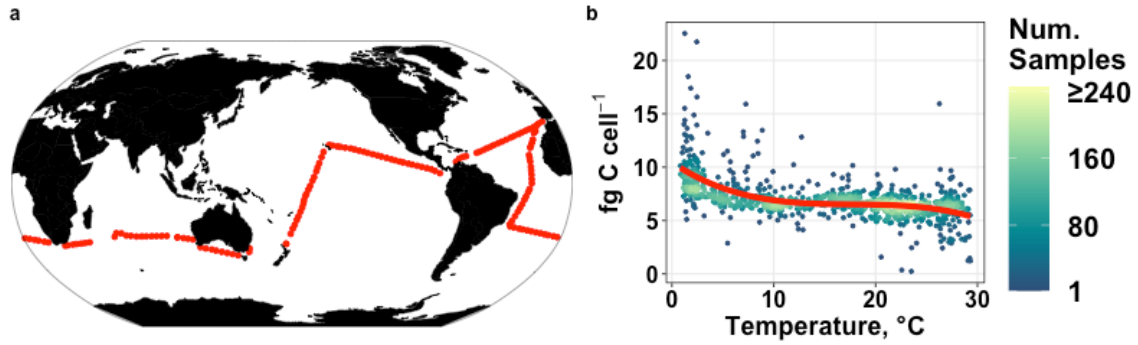 a
b
fg C cell⁻¹
20
15
10
5
0
0
10
20
30
Temperature, °C
Num.
Samples
≥240
160
80
1